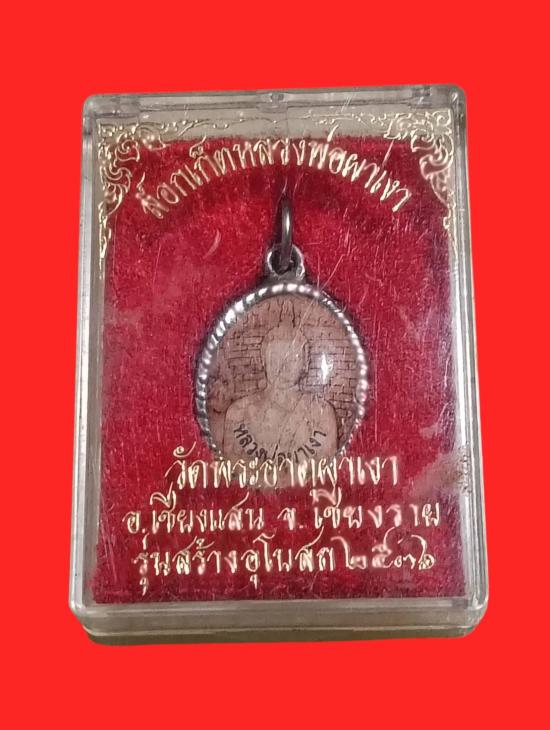 ล๊อกเก็ตหลวงพ่อผาเงา
หลวงพ่อผาเงา
วัดพระธาตุผาเงา
อ.เชียงแสน จ.เชียงราย
รุ่นสร้างอุโบสถ ๒๕๓๖